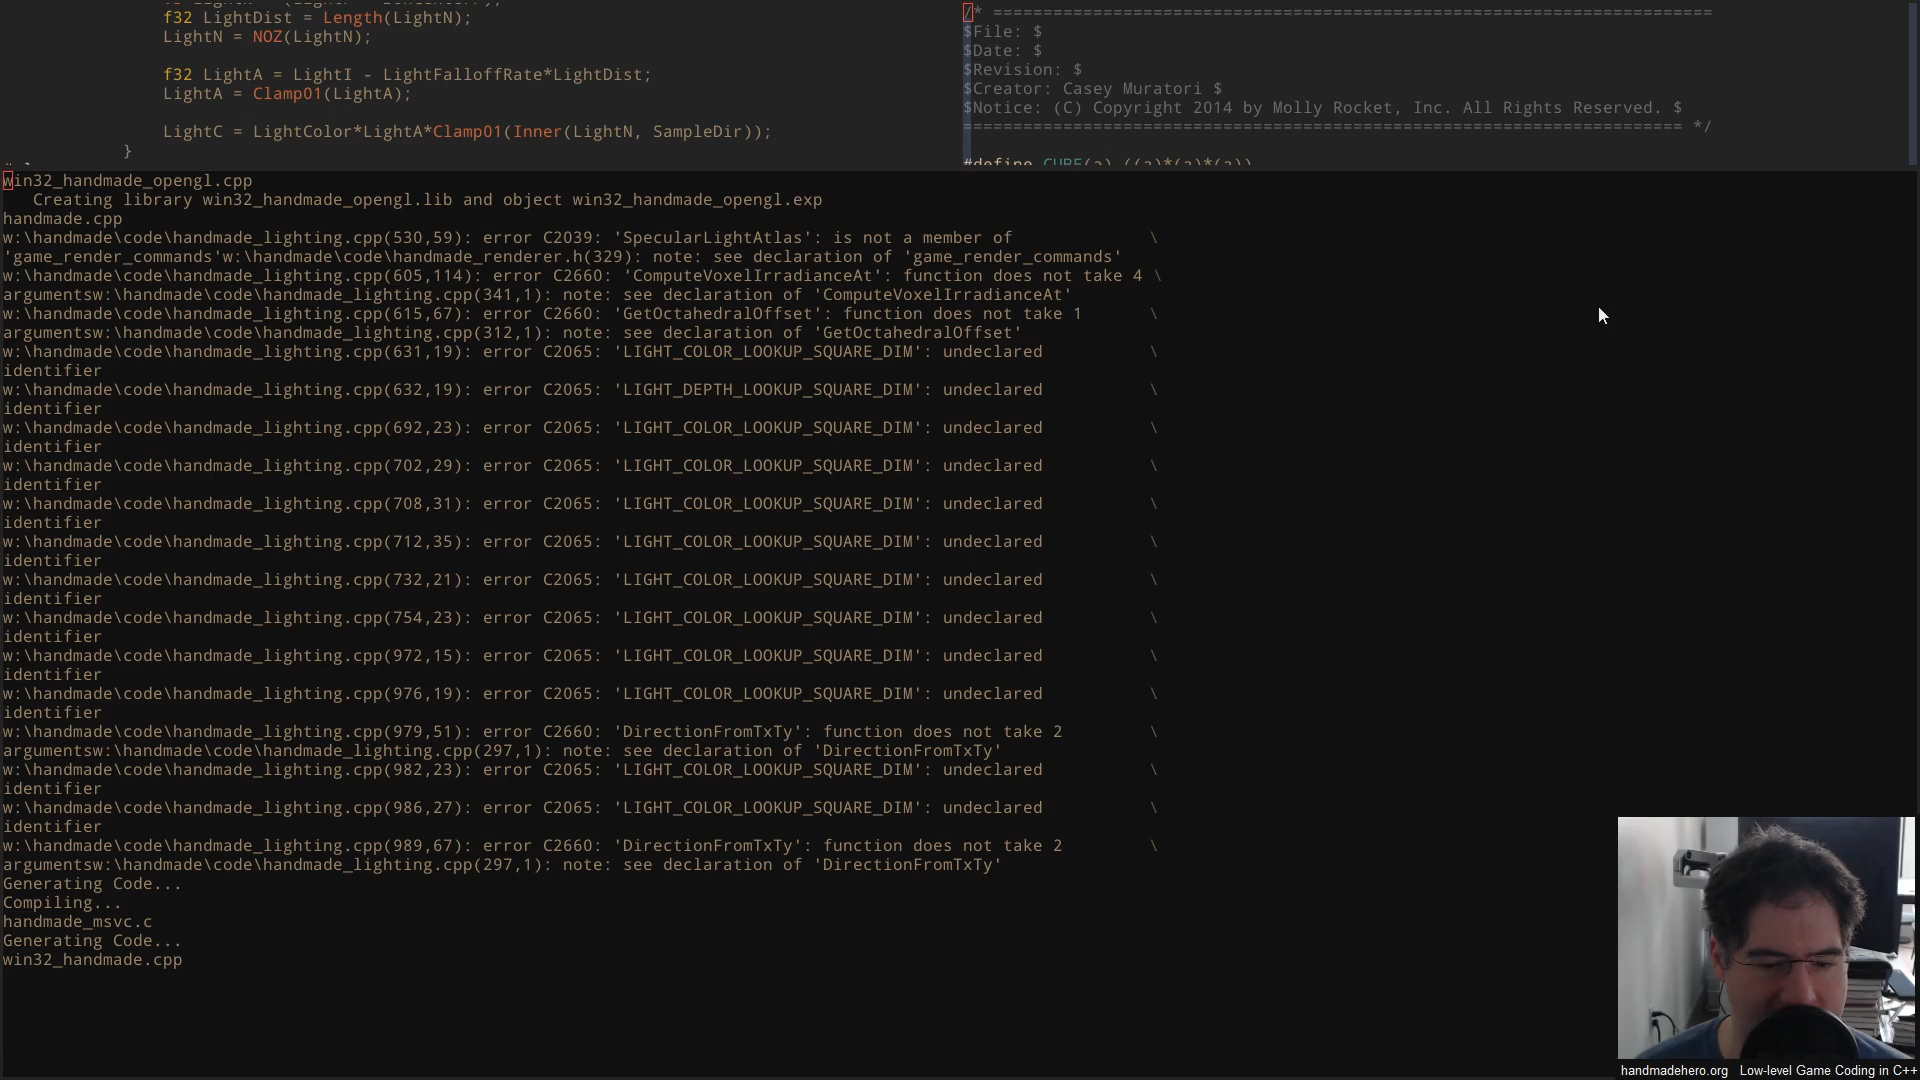 f32 LightDist = Length(LightN);
LightN = NOZ(LightN);
f32 LightA = LightI - LightFalloffRate*LightDist;
LightA = Clamp01(LightA);
LightC = LightColor*LightA*Clamp01(Inner(LightN, SampleDir));
}
/* ========================================================================
$File: $
$Date: $
$Revision: $
$Creator: Casey Muratori $
$Notice: (C) Copyright 2014 by Molly Rocket, Inc. All Rights Reserved. $
======================================================================== */
#define CUBE(a) ((a)*(a)*(a))
win32_handmade_opengl.cpp
Creating library win32_handmade_opengl.lib and object win32_handmade_opengl.exp
handmade.cpp
w:\handmade\code\handmade_lighting.cpp(530,59): error C2039: 'SpecularLightAtlas': is not a member of \
'game_render_commands'w:\handmade\code\handmade_renderer.h(329): note: see declaration of 'game_render_commands'
w:\handmade\code\handmade_lighting.cpp(605,114): error C2660: 'ComputeVoxelIrradianceAt': function does not take 4 \
argumentsw:\handmade\code\handmade_lighting.cpp(341,1): note: see declaration of 'ComputeVoxelIrradianceAt'
w:\handmade\code\handmade_lighting.cpp(615,67): error C2660: 'GetOctahedralOffset': function does not take 1 \
argumentsw:\handmade\code\handmade_lighting.cpp(312,1): note: see declaration of 'GetOctahedralOffset'
w:\handmade\code\handmade_lighting.cpp(631,19): error C2065: 'LIGHT_COLOR_LOOKUP_SQUARE_DIM': undeclared \
identifier
w:\handmade\code\handmade_lighting.cpp(632,19): error C2065: 'LIGHT_DEPTH_LOOKUP_SQUARE_DIM': undeclared \
identifier
w:\handmade\code\handmade_lighting.cpp(692,23): error C2065: 'LIGHT_COLOR_LOOKUP_SQUARE_DIM': undeclared \
identifier
w:\handmade\code\handmade_lighting.cpp(702,29): error C2065: 'LIGHT_COLOR_LOOKUP_SQUARE_DIM': undeclared \
identifier
w:\handmade\code\handmade_lighting.cpp(708,31): error C2065: 'LIGHT_COLOR_LOOKUP_SQUARE_DIM': undeclared \
identifier
w:\handmade\code\handmade_lighting.cpp(712,35): error C2065: 'LIGHT_COLOR_LOOKUP_SQUARE_DIM': undeclared \
identifier
w:\handmade\code\handmade_lighting.cpp(732,21): error C2065: 'LIGHT_COLOR_LOOKUP_SQUARE_DIM': undeclared \
identifier
w:\handmade\code\handmade_lighting.cpp(754,23): error C2065: 'LIGHT_COLOR_LOOKUP_SQUARE_DIM': undeclared \
identifier
w:\handmade\code\handmade_lighting.cpp(972,15): error C2065: 'LIGHT_COLOR_LOOKUP_SQUARE_DIM': undeclared \
identifier
w:\handmade\code\handmade_lighting.cpp(976,19): error C2065: 'LIGHT_COLOR_LOOKUP_SQUARE_DIM': undeclared \
identifier
w:\handmade\code\handmade_lighting.cpp(979,51): error C2660: 'DirectionFromTxTy': function does not take 2 \
argumentsw:\handmade\code\handmade_lighting.cpp(297,1): note: see declaration of 'DirectionFromTxTy'
w:\handmade\code\handmade_lighting.cpp(982,23): error C2065: 'LIGHT_COLOR_LOOKUP_SQUARE_DIM': undeclared \
identifier
w:\handmade\code\handmade_lighting.cpp(986,27): error C2065: 'LIGHT_COLOR_LOOKUP_SQUARE_DIM': undeclared \
identifier
w:\handmade\code\handmade_lighting.cpp(989,67): error C2660: 'DirectionFromTxTy': function does not take 2 \
argumentsw:\handmade\code\handmade_lighting.cpp(297,1): note: see declaration of 'DirectionFromTxTy'
Generating Code...
Compiling...
handmade_msvc.c
Generating Code...
win32_handmade.cpp
handmadehero.org Low-level Game Coding in C++